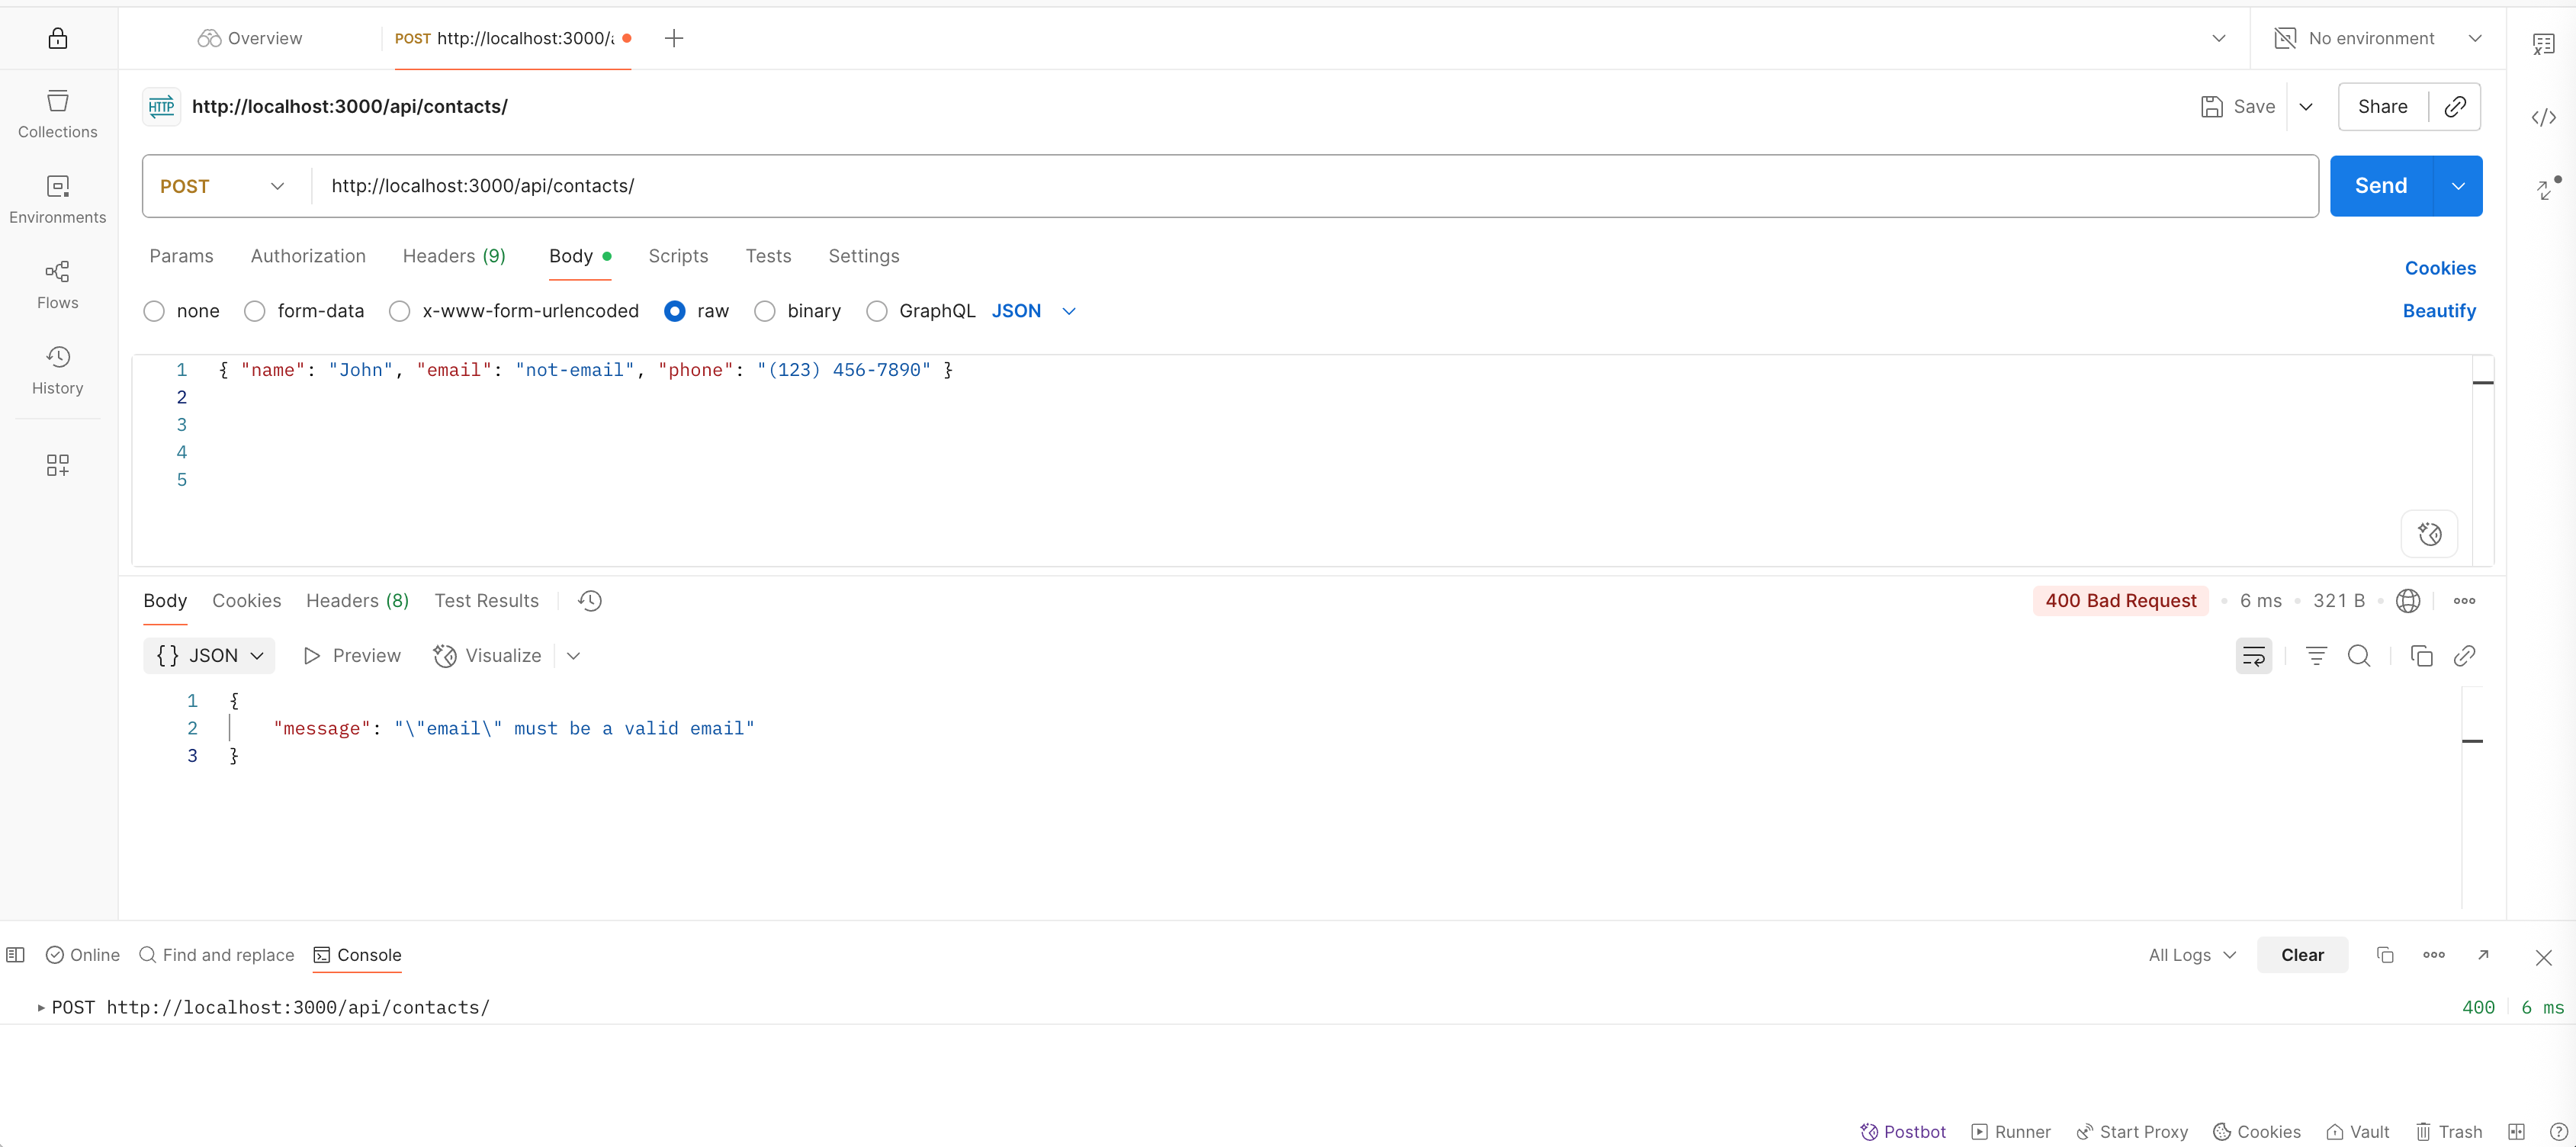 Overview
POST http://localhost:3000/a
No environment
Collections
Environments
Flows
History
HTTP
http://localhost:3000/api/contacts/
Save
Share
POST
http://localhost:3000/api/contacts/
Send
Params
Authorization
Headers (9)
Body
Scripts
Tests
Settings
Cookies
none
form-data
x-www-form-urlencoded
raw
binary
GraphQL
JSON
Beautify
1 { "name": "John", "email": "not-email", "phone": "(123) 456-7890" }
2
3
4
5
Body
Cookies
Headers (8)
Test Results
400 Bad Request
6 ms
321 B
{ } JSON
Preview
Visualize
1 {
2 "message": "\"email\" must be a valid email"
3 }
Online
Find and replace
Console
All Logs
Clear
POST http://localhost:3000/api/contacts/
400
6 ms
Postbot
Runner
Start Proxy
Cookies
Vault
Trash